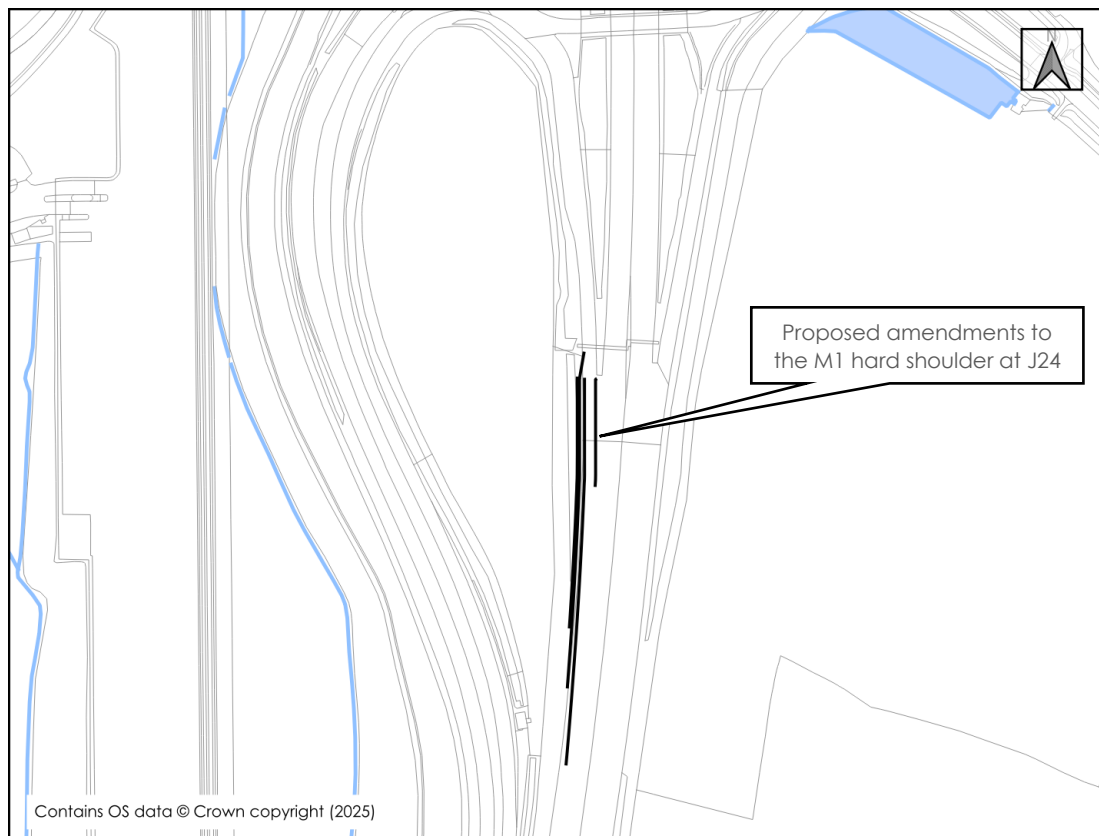 Proposed amendments to
the M1 hard shoulder at J24
Contains OS data © Crown copyright (2025)